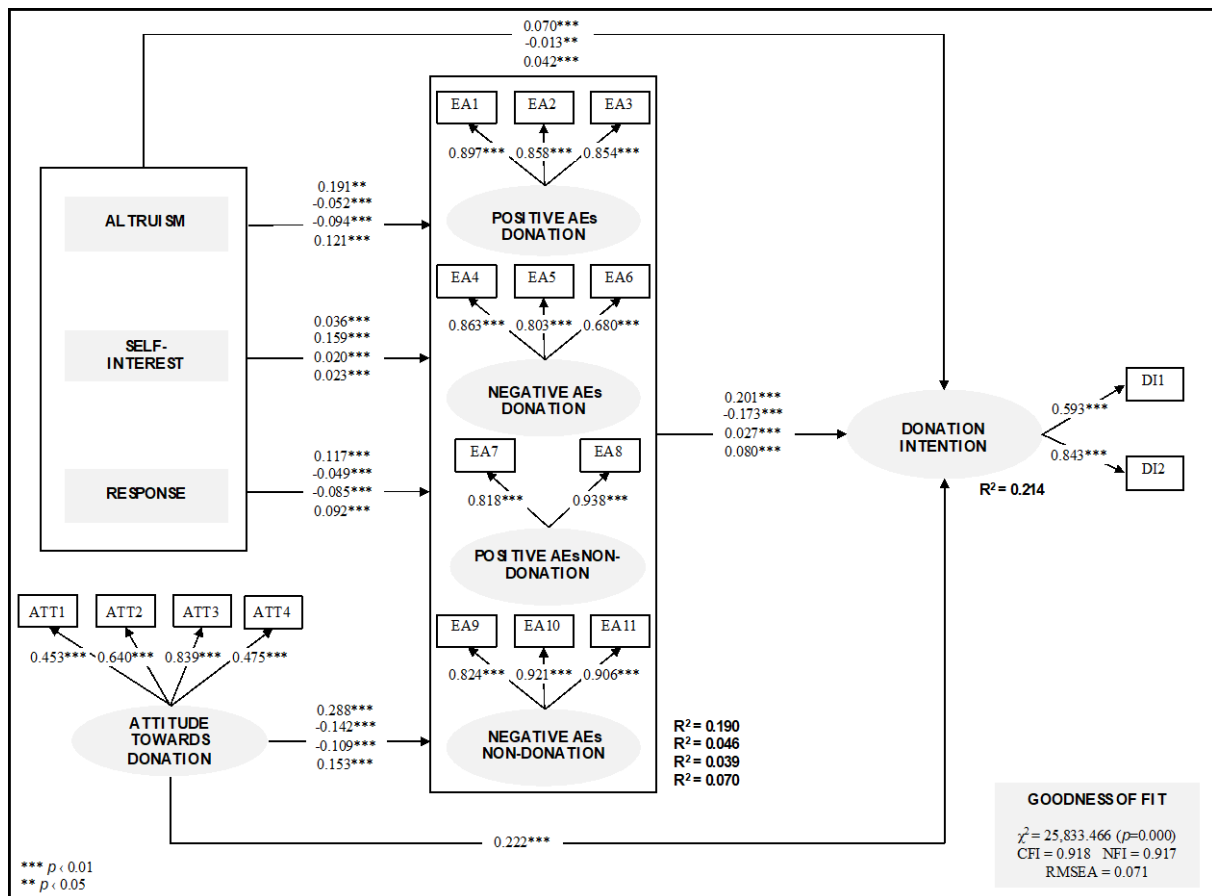 0.070***
-0.013**
0.042***
EA1
EA2
EA3
0.897***
0.858***
0.854***
POSITIVE AEs
DONATION
ALTRUISM
0.191**
-0.052***
-0.094***
0.121***
EA4
EA5
EA6
0.863***
0.803***
0.680***
NEGATIVE AEs
DONATION
SELF-
INTEREST
0.036***
0.159***
0.020***
0.023***
0.201***
-0.173***
0.027***
0.080***
DONATION
INTENTION
R² = 0.214
DI1
0.593***
0.843***
DI2
RESPONSE
0.117***
-0.049***
-0.085***
0.092***
EA7
EA8
0.818***
0.938***
POSITIVE AEs NON-
DONATION
ATT1
ATT2
ATT3
ATT4
0.453***
0.640***
0.839***
0.475***
ATTITUDE
TOWARDS
DONATION
0.288***
-0.142***
-0.109***
0.153***
EA9
EA10
EA11
0.824***
0.921***
0.906***
NEGATIVE AEs
NON-DONATION
R² = 0.190
R² = 0.046
R² = 0.039
R² = 0.070
0.222***
GOODNESS OF FIT
χ² = 25,833.466 (p=0.000)
CFI = 0.918 NFI = 0.917
RMSEA = 0.071
*** p ‹ 0.01
** p ‹ 0.05